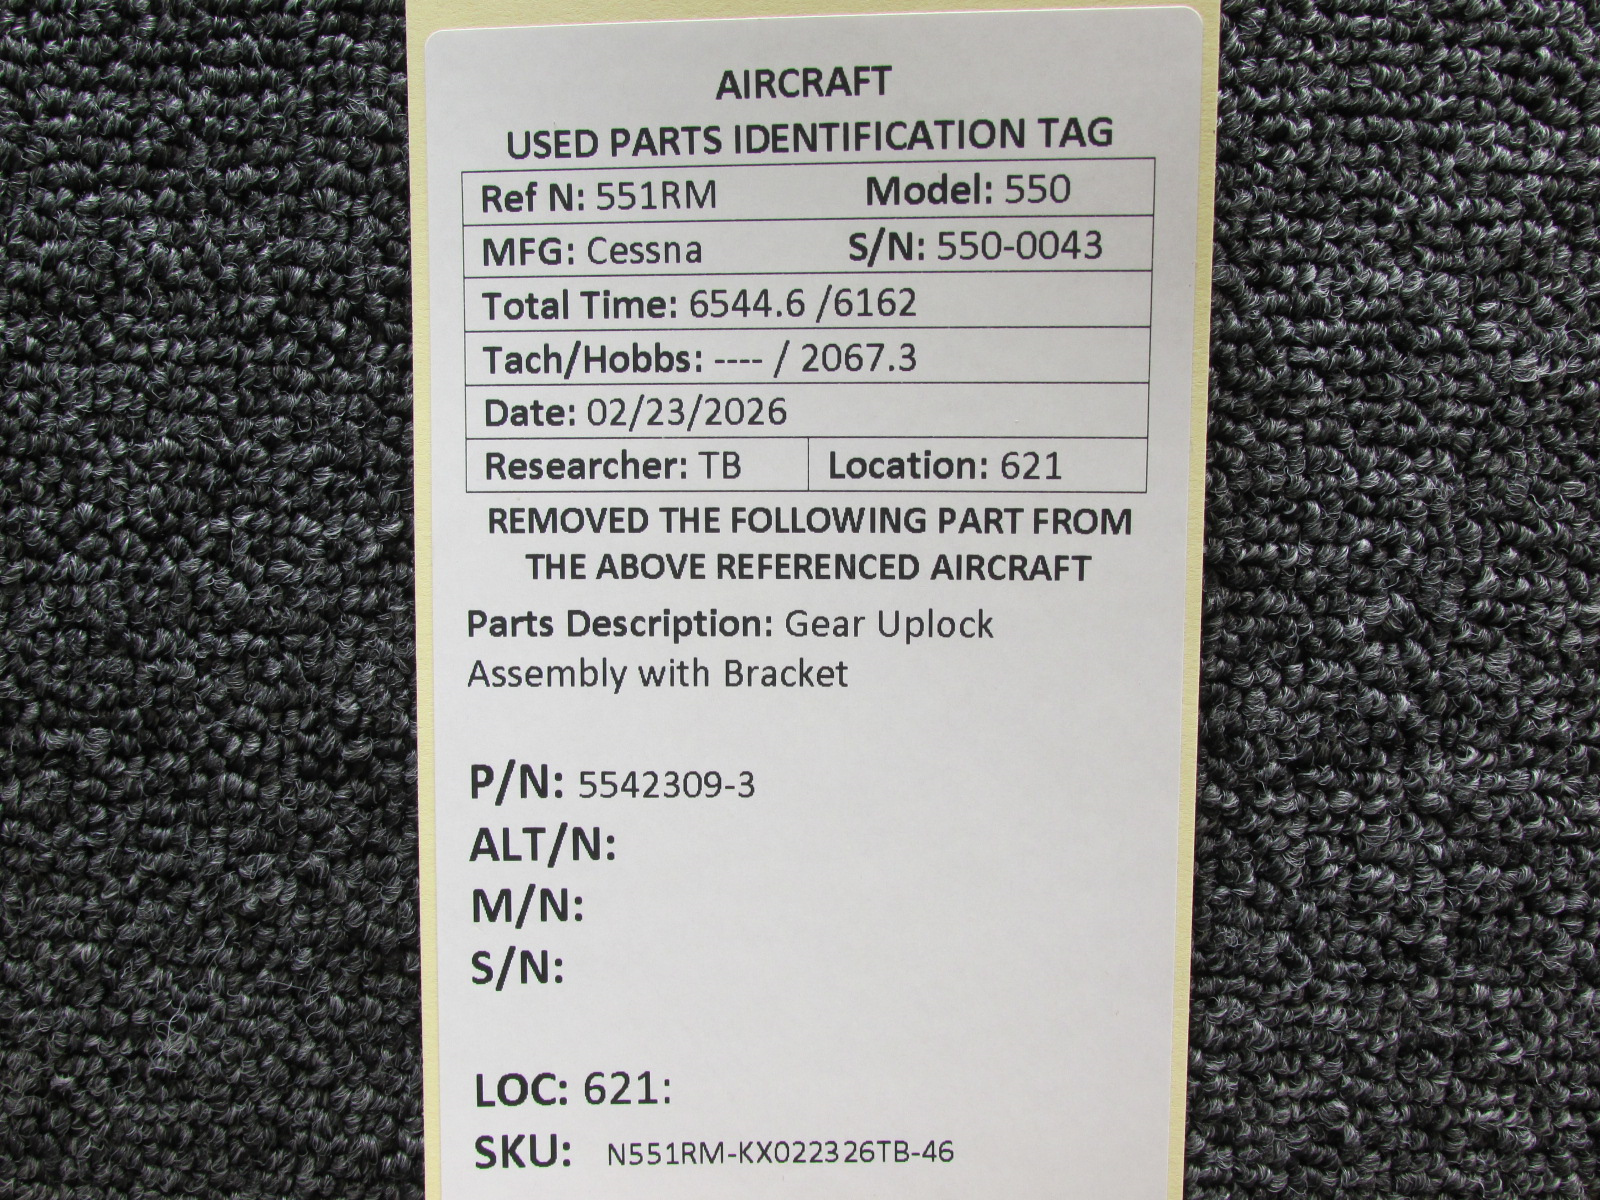 AIRCRAFT
USED PARTS IDENTIFICATION TAG
Ref N: 551RM Model: 550
MFG: Cessna S/N: 550-0043
Total Time: 6544.6 /6162
Tach/Hobbs: ---- / 2067.3
Date: 02/23/2026
Researcher: TB Location: 621
REMOVED THE FOLLOWING PART FROM
THE ABOVE REFERENCED AIRCRAFT
Parts Description: Gear Uplock
Assembly with Bracket
P/N: 5542309-3
ALT/N:
M/N:
S/N:
LOC: 621:
SKU: N551RM-KX022326TB-46